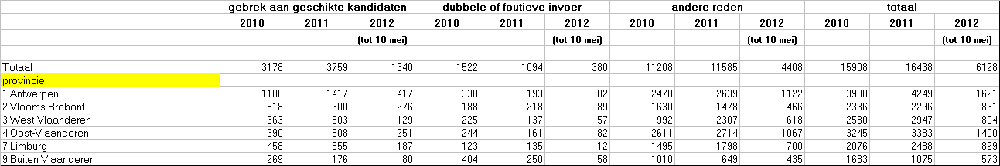 gebrek aan geschikte kandidaten dubbele of foutieve invoer andere reden totaal
2010 2011 2012 2010 2011 2012 2010 2011 2012 2010 2011 2012
(tot 10 mei) (tot 10 mei) (tot 10 mei) (tot 10 mei)
Totaal 3178 3759 1340 1522 1094 380 11208 11585 4408 15908 16438 6128
provincie
1 Antwerpen 1180 1417 417 338 193 82 2470 2639 1122 3988 4249 1621
2 Vlaams Brabant 518 600 276 188 218 89 1630 1478 466 2336 2296 831
3 West-Vlaanderen 363 503 129 225 137 57 1992 2307 618 2580 2947 804
4 Oost-Vlaanderen 390 508 251 244 161 82 2611 2714 1067 3245 3383 1400
7 Limburg 458 555 187 123 135 12 1495 1798 700 2076 2488 899
9 Buiten Vlaanderen 269 176 80 404 250 58 1010 649 435 1683 1075 573